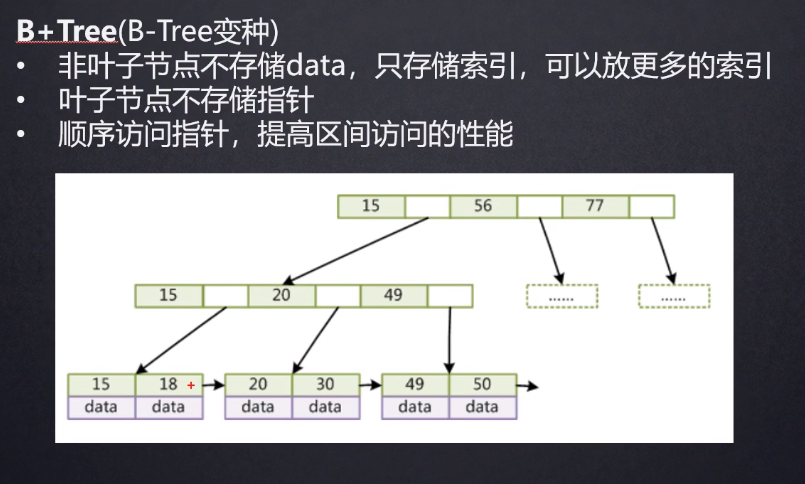 B+Tree(B-Tree变种)
• 非叶子节点不存储data，只存储索引，可以放更多的索引
• 叶子节点不存储指针
• 顺序访问指针，提高区间访问的性能
15 56 77
15 20 49 …… ……
15 18 + 20 30 49 50
data data data data data data